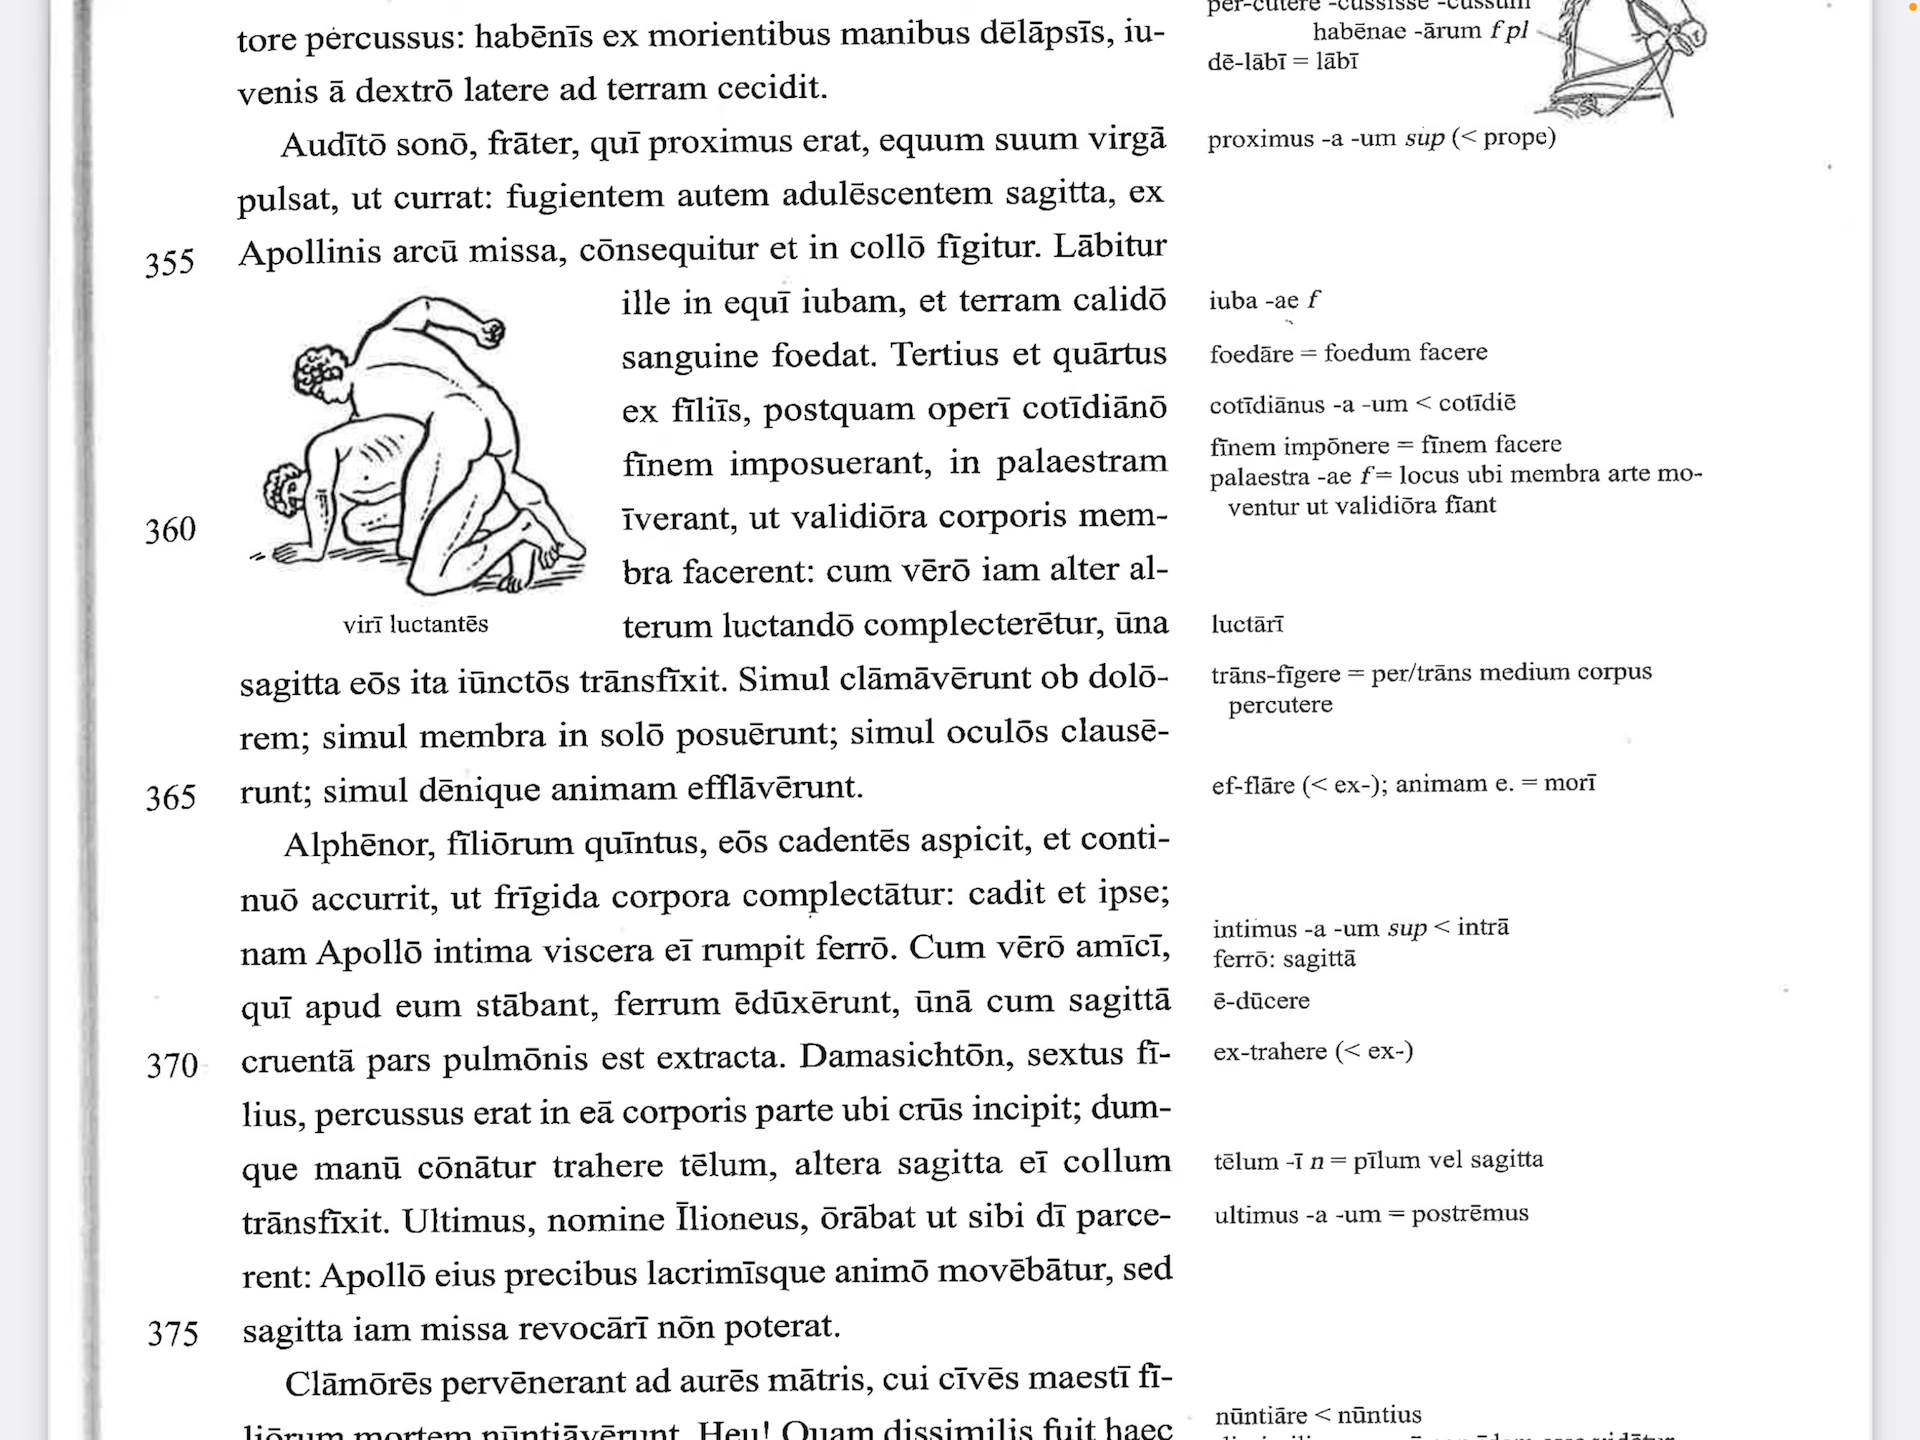 tore percussus: habēnīs ex morientibus manibus dēlāpsīs, iu-
venis ā dextrō latere ad terram cecidit.
Audītō sonō, frāter, quī proximus erat, equum suum virgā
pulsat, ut currat: fugientem autem adulēscentem sagitta, ex
355 Apollinis arcū missa, cōnsequitur et in collō fīgitur. Lābitur
ille in equī iubam, et terram calidō
sanguine foedat. Tertius et quārtus
ex fīliīs, postquam operī cotīdiānō
fīnem imposuerant, in palaestram
360 īverant, ut validiōra corporis mem-
bra facerent: cum vērō iam alter al-
terum luctandō complecterētur, ūna
virī luctantēs
sagitta eōs ita iūnctōs trānsfīxit. Simul clāmāvērunt ob dolō-
rem; simul membra in solō posuērunt; simul oculōs clausē-
365 runt; simul dēnique animam efflāvērunt.
Alphēnor, fīliōrum quīntus, eōs cadentēs aspicit, et conti-
nuō accurrit, ut frīgida corpora complectātur: cadit et ipse;
nam Apollō intima viscera eī rumpit ferrō. Cum vērō amīcī,
quī apud eum stābant, ferrum ēdūxērunt, ūnā cum sagittā
370 cruentā pars pulmōnis est extracta. Damasichtōn, sextus fī-
lius, percussus erat in eā corporis parte ubi crūs incipit; dum-
que manū cōnātur trahere tēlum, altera sagitta eī collum
trānsfīxit. Ultimus, nomine Īlioneus, ōrābat ut sibi dī parce-
rent: Apollō eius precibus lacrimīsque animō movēbātur, sed
375 sagitta iam missa revocārī nōn poterat.
Clāmōrēs pervēnerant ad aurēs mātris, cui cīvēs maestī fī-
liōrum mortem nūntiāvērunt. Heu! Quam dissimilis fuit haec
per-cutere -cussisse -cussum
habēnae -ārum f pl
dē-lābī = lābī
proximus -a -um sup (< prope)
iuba -ae f
foedāre = foedum facere
cotīdiānus -a -um < cotīdiē
fīnem impōnere = fīnem facere
palaestra -ae f = locus ubi membra arte mo-
ventur ut validiōra fīant
luctārī
trāns-fīgere = per/trāns medium corpus
percutere
ef-flāre (< ex-); animam e. = morī
intimus -a -um sup < intrā
ferrō: sagittā
ē-dūcere
ex-trahere (< ex-)
tēlum -ī n = pīlum vel sagitta
ultimus -a -um = postrēmus
nūntiāre < nūntius